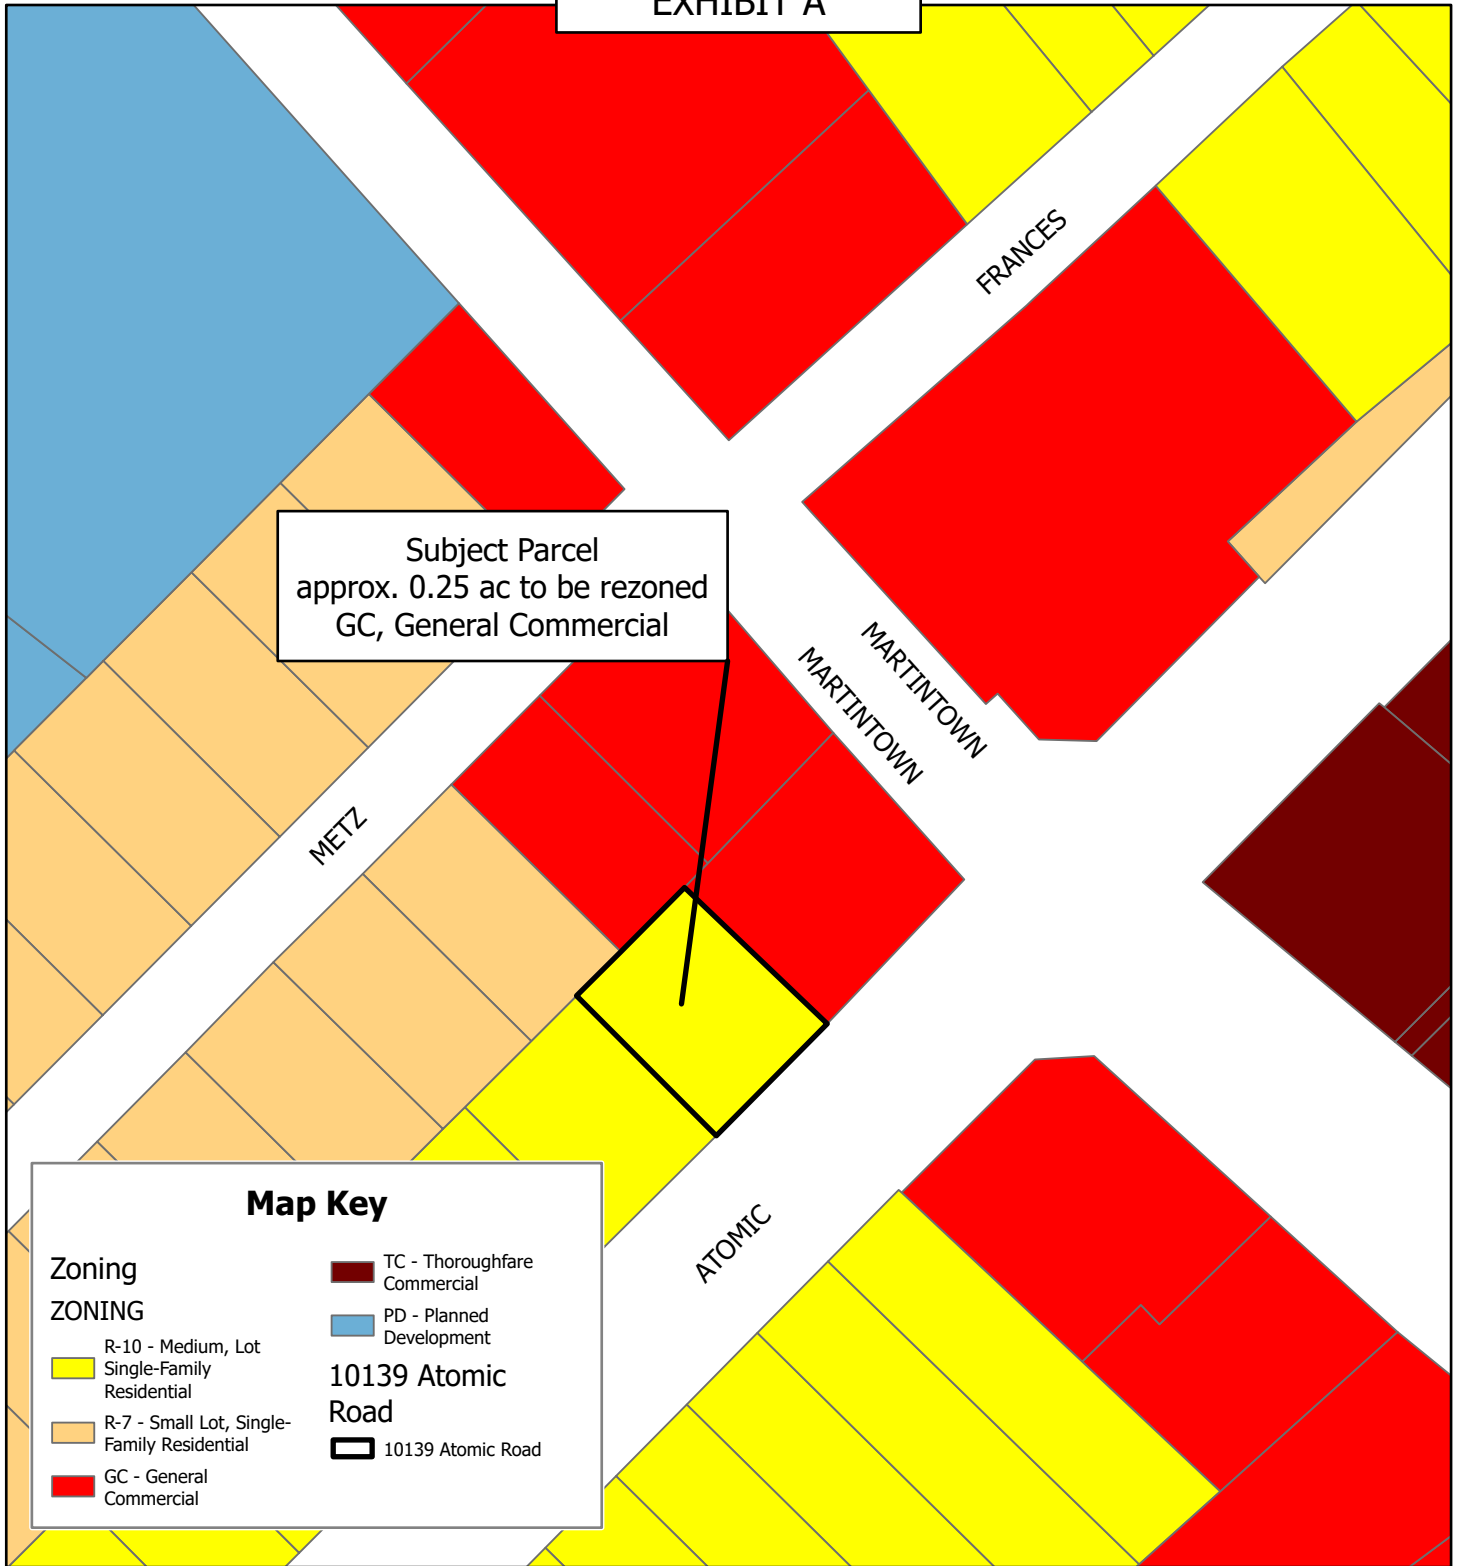 EXHIBIT A
FRANCES
Subject Parcel
approx. 0.25 ac to be rezoned
GC, General Commercial
MARTINTOWN
MARTINTOWN
METZ
ATOMIC
Map Key
Zoning
ZONING
R-10 - Medium, Lot
Single-Family
Residential
R-7 - Small Lot, Single-
Family Residential
GC - General
Commercial
TC - Thoroughfare
Commercial
PD - Planned
Development
10139 Atomic
Road
10139 Atomic Road